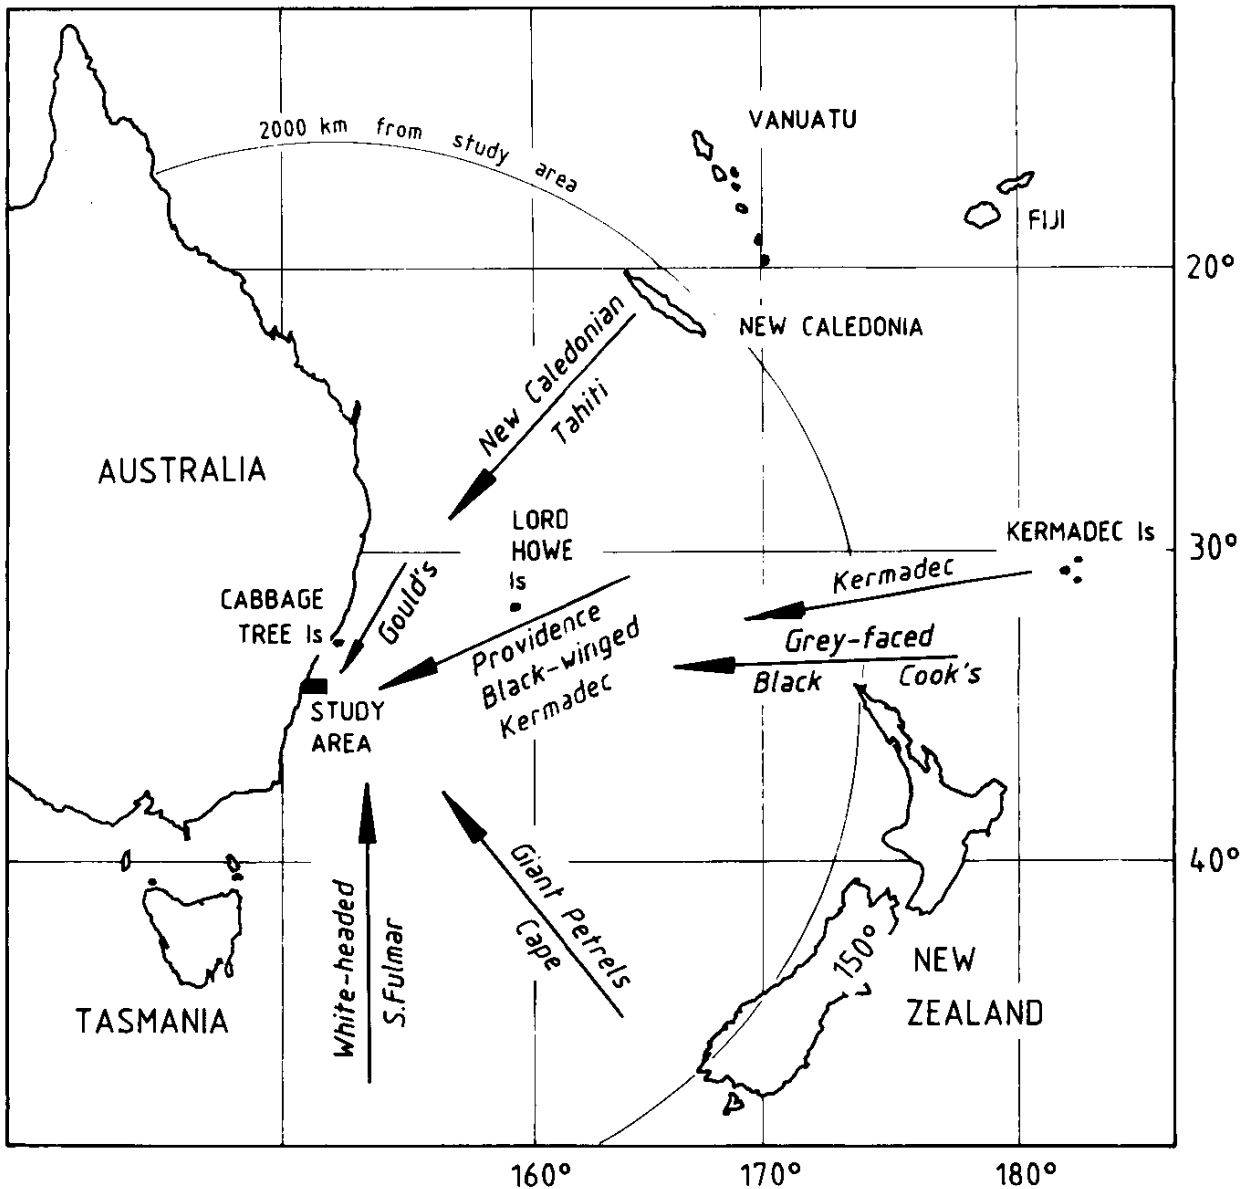 2000 km from study area
VANUATU
FIJI
20°
NEW CALEDONIA
New Caledonian
Tahiti
AUSTRALIA
LORD
HOWE
Is
KERMADEC Is
30°
Kermadec
Gould's
CABBAGE
TREE Is
Providence
Black-winged
Kermadec
Grey-faced
Black Cook's
STUDY
AREA
40°
Giant Petrels
Cape
White-headed
S.Fulmar
150°
NEW
ZEALAND
TASMANIA
160° 170° 180°